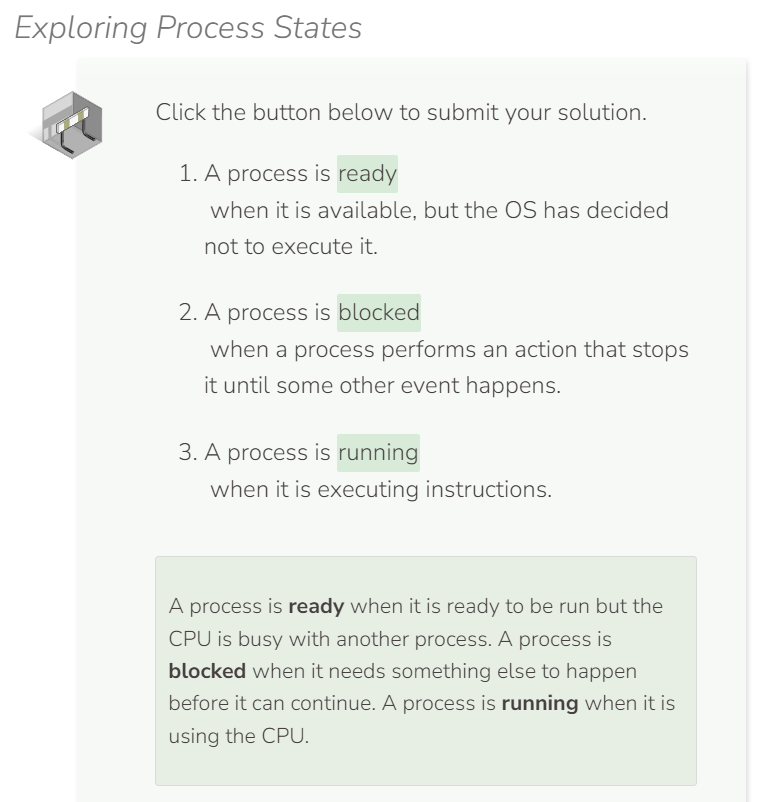 Exploring Process States
Click the button below to submit your solution.
1. A process is ready
when it is available, but the OS has decided
not to execute it.
2. A process is blocked
when a process performs an action that stops
it until some other event happens.
3. A process is running
when it is executing instructions.
A process is ready when it is ready to be run but the
CPU is busy with another process. A process is
blocked when it needs something else to happen
before it can continue. A process is running when it is
using the CPU.